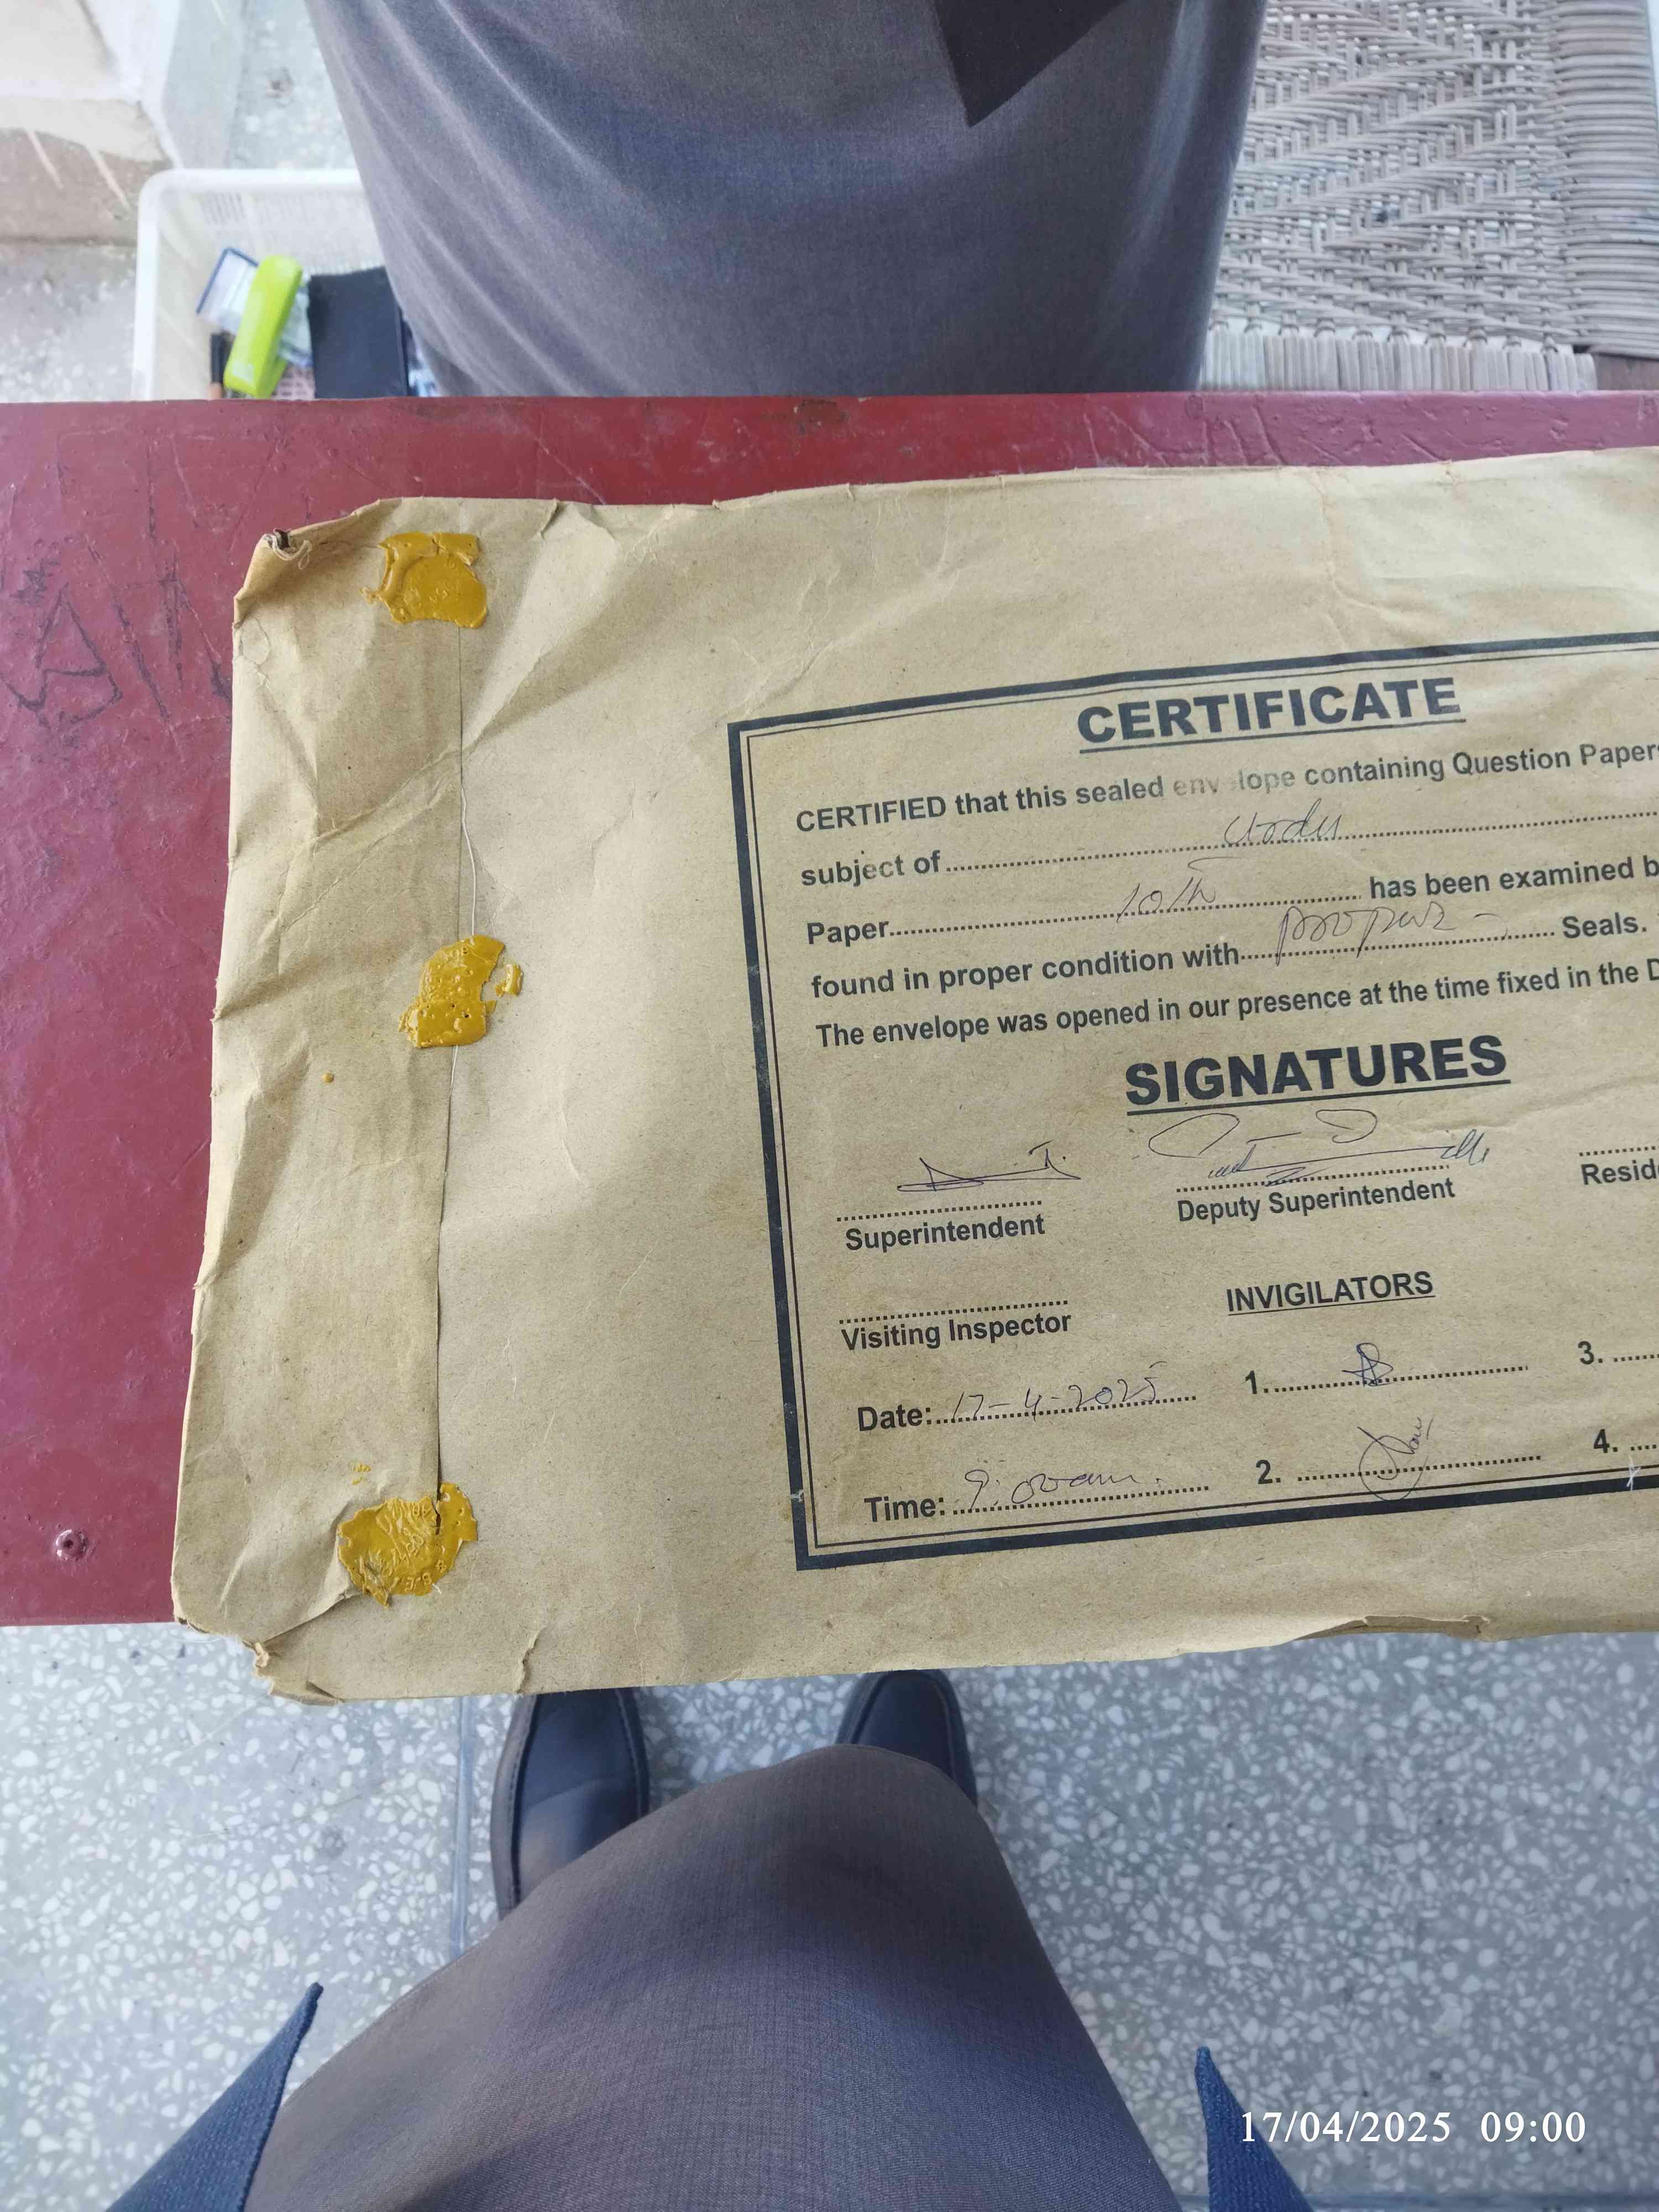 CERTIFICATE
CERTIFIED that this sealed envelope containing Question Papers
subject of Urdu
Paper 10th has been examined b
found in proper condition with proper Seals.
The envelope was opened in our presence at the time fixed in the D
SIGNATURES
Superintendent Deputy Superintendent Resid
Visiting Inspector INVIGILATORS
Date: 17-4-2025 1. 3.
Time: 9:00am. 2. 4.
17/04/2025 09:00